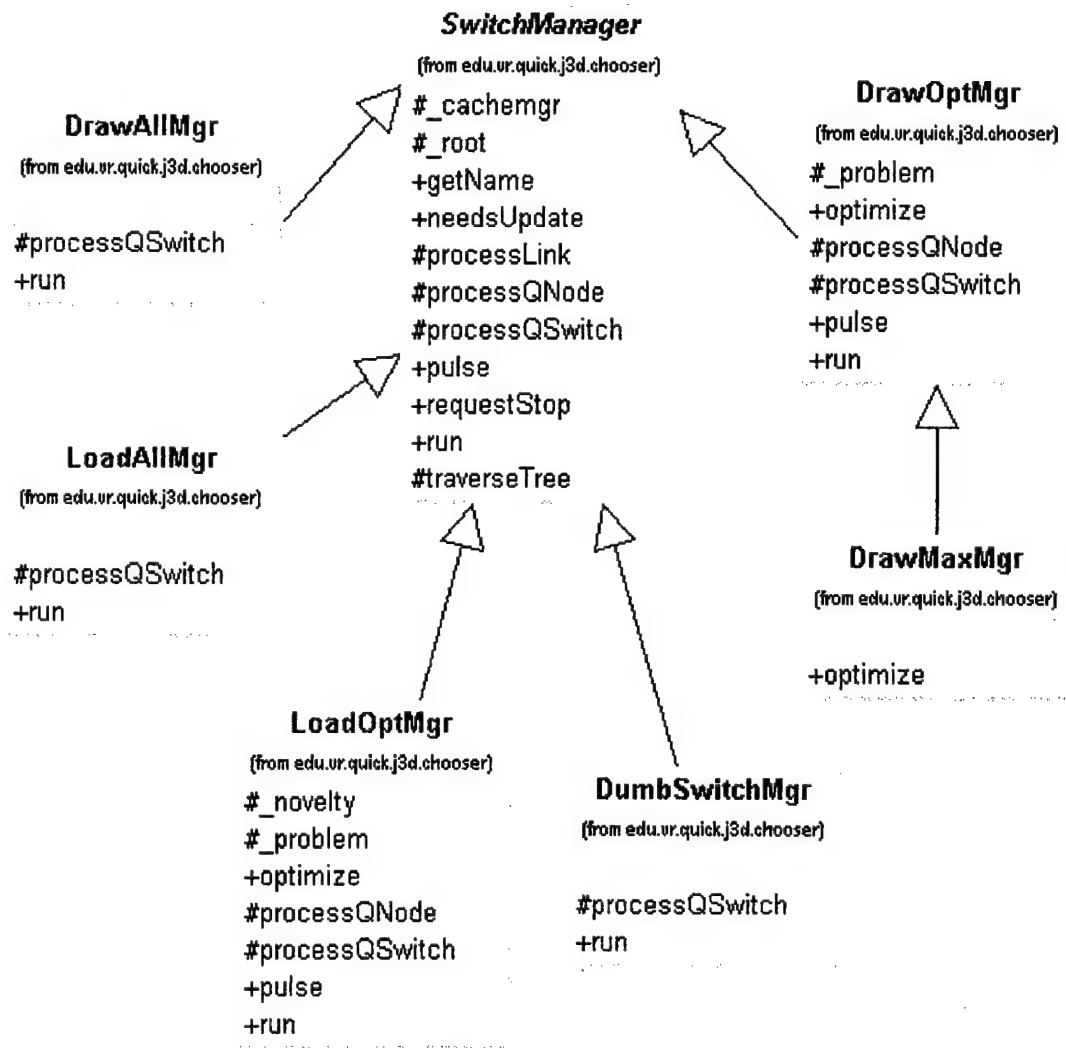 SwitchManager
(from edu.vr.quick.j3d.chooser)
#_cachemgr
#_root
+getName
+needsUpdate
#processLink
#processQNode
#processQSwitch
+pulse
+requestStop
+run
#traverseTree
DrawAllMgr
(from edu.vr.quick.j3d.chooser)
#processQSwitch
+run
DrawOptMgr
(from edu.vr.quick.j3d.chooser)
#_problem
+optimize
#processQNode
#processQSwitch
+pulse
+run
LoadAllMgr
(from edu.vr.quick.j3d.chooser)
#processQSwitch
+run
DrawMaxMgr
(from edu.vr.quick.j3d.chooser)
+optimize
LoadOptMgr
(from edu.vr.quick.j3d.chooser)
#_novelty
#_problem
+optimize
#processQNode
#processQSwitch
+pulse
+run
DumbSwitchMgr
(from edu.vr.quick.j3d.chooser)
#processQSwitch
+run